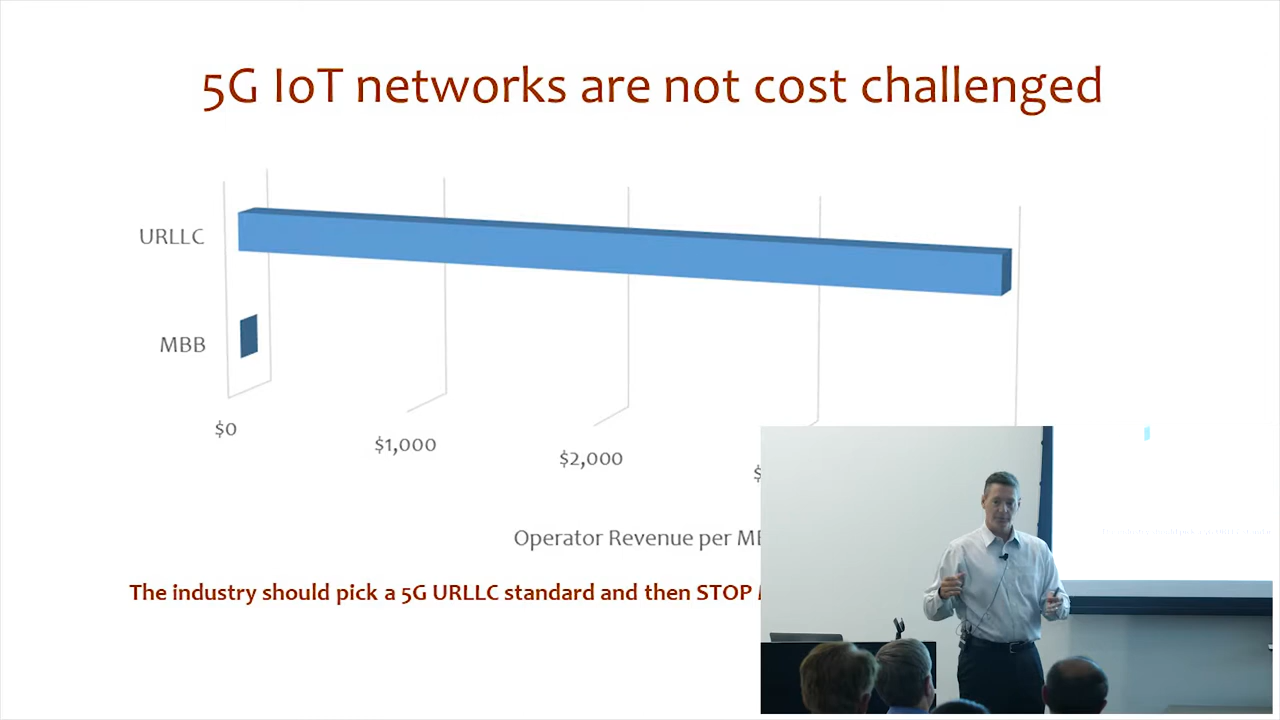 5G IoT networks are not cost challenged
URLLC
MBB
$0
$1,000
$2,000
$
Operator Revenue per
The industry should pick a 5G URLLC standard and then STOP